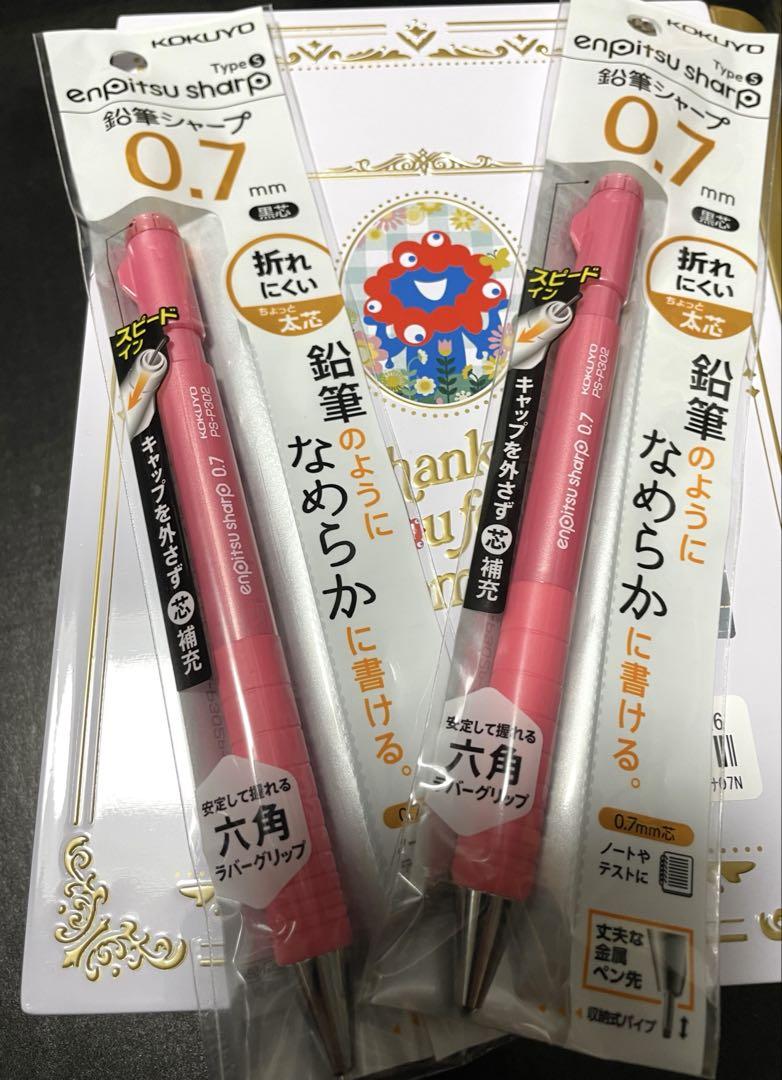 KOKUYO
Type S
enpitsu sharp
鉛筆シャープ
0.7
mm
黒芯
折れ
にくい
ちょっと
太芯
スピード
イン
キャップを外さず芯補充
KOKUYO
PS-P302
enpitsu sharp 0.7
鉛筆のように
なめらかに書ける。
安定して握れる
六角
ラバーグリップ
KOKUYO
Type S
enpitsu sharp
鉛筆シャープ
0.7
mm
黒芯
折れ
にくい
ちょっと
太芯
スピード
イン
キャップを外さず芯補充
KOKUYO
PS-P302
enpitsu sharp 0.7
鉛筆のように
なめらかに書ける。
安定して握れる
六角
ラバーグリップ
0.7mm芯
ノートや
テストに
丈夫な
金属
ペン先
収納式パイプ